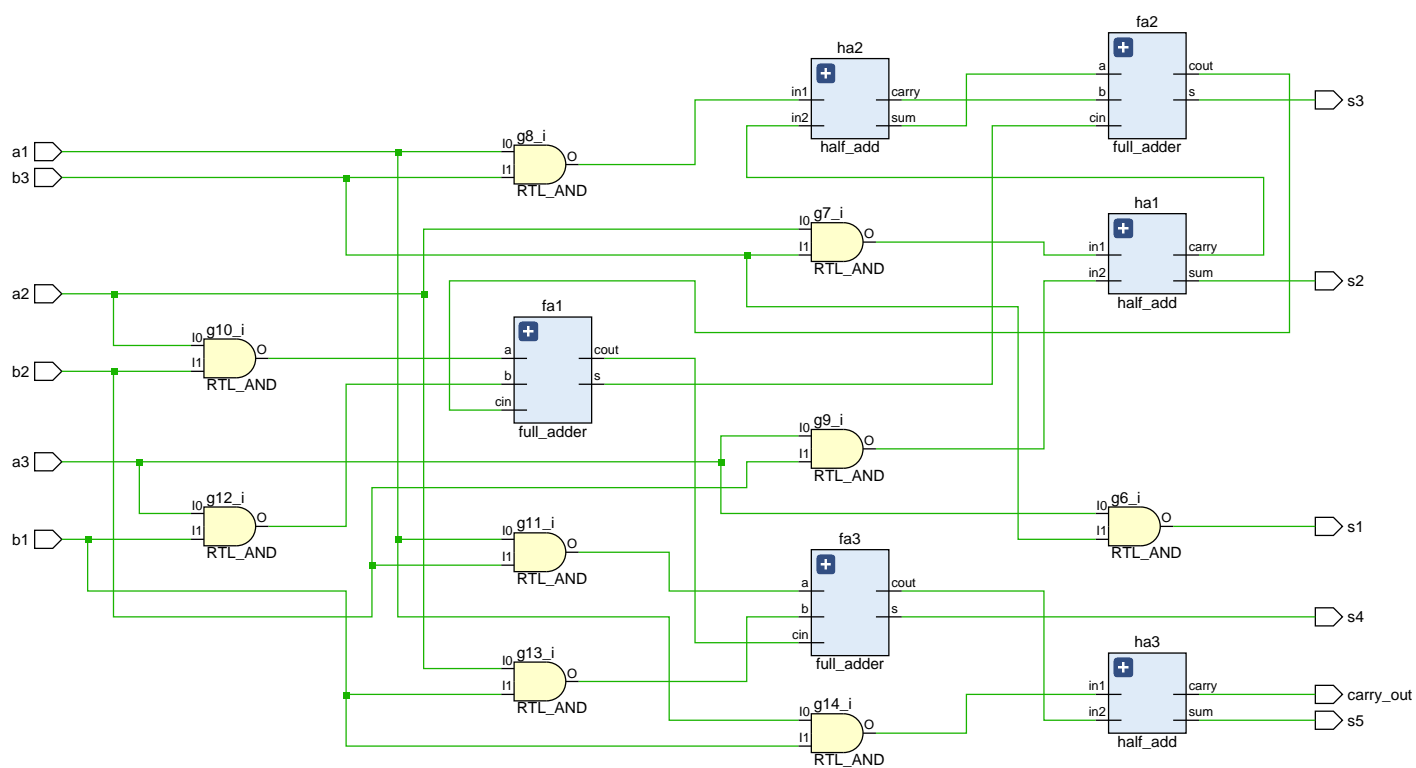 fa2
ha2
a
cout
in1
carry
b
s
s3
in2
sum
cin
half_add
full_adder
g8_i
a1
I0
O
b3
I1
RTL_AND
ha1
g7_i
I0
O
I1
RTL_AND
in1
carry
in2
sum
s2
half_add
a2
fa1
g10_i
I0
O
I1
RTL_AND
b2
a
cout
b
s
cin
full_adder
g9_i
I0
O
I1
RTL_AND
a3
g12_i
I0
O
I1
RTL_AND
b1
g6_i
I0
O
I1
RTL_AND
s1
g11_i
I0
O
I1
RTL_AND
fa3
a
cout
b
s
s4
cin
full_adder
g13_i
I0
O
I1
RTL_AND
ha3
in1
carry
carry_out
in2
sum
s5
half_add
g14_i
I0
O
I1
RTL_AND